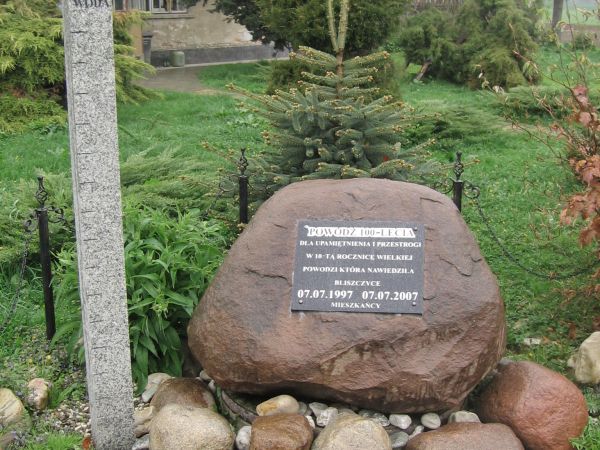 POWÓDŹ 100-LECIA
DLA UPAMIĘTNIENIA I PRZESTROGI
W 10-TĄ ROCZNICĘ WIELKIEJ
POWODZI KTÓRA NAWIEDZIŁA
BLISZCZYCE
07.07.1997 07.07.2007
MIESZKAŃCY